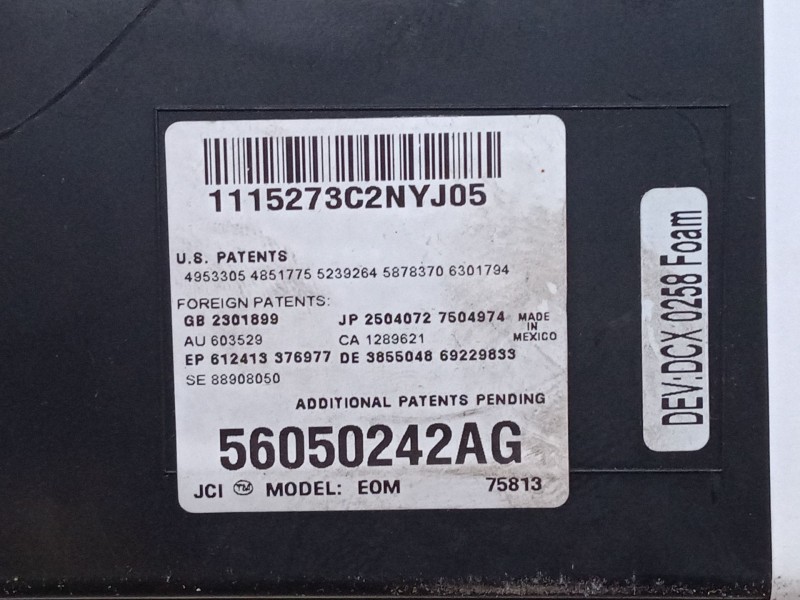 1115273C2NYJ05
U.S. PATENTS
4953305 4851775 5239264 5878370 6301794
FOREIGN PATENTS:
GB 2301899 JP 2504072 7504974
AU 603529 CA 1289621
EP 612413 376977 DE 3855048 69229833
SE 88908050
MADE
IN
MEXICO
ADDITIONAL PATENTS PENDING
56050242AG
JCI TM MODEL: EOM 75813
DEV:DCX 0258 Foam